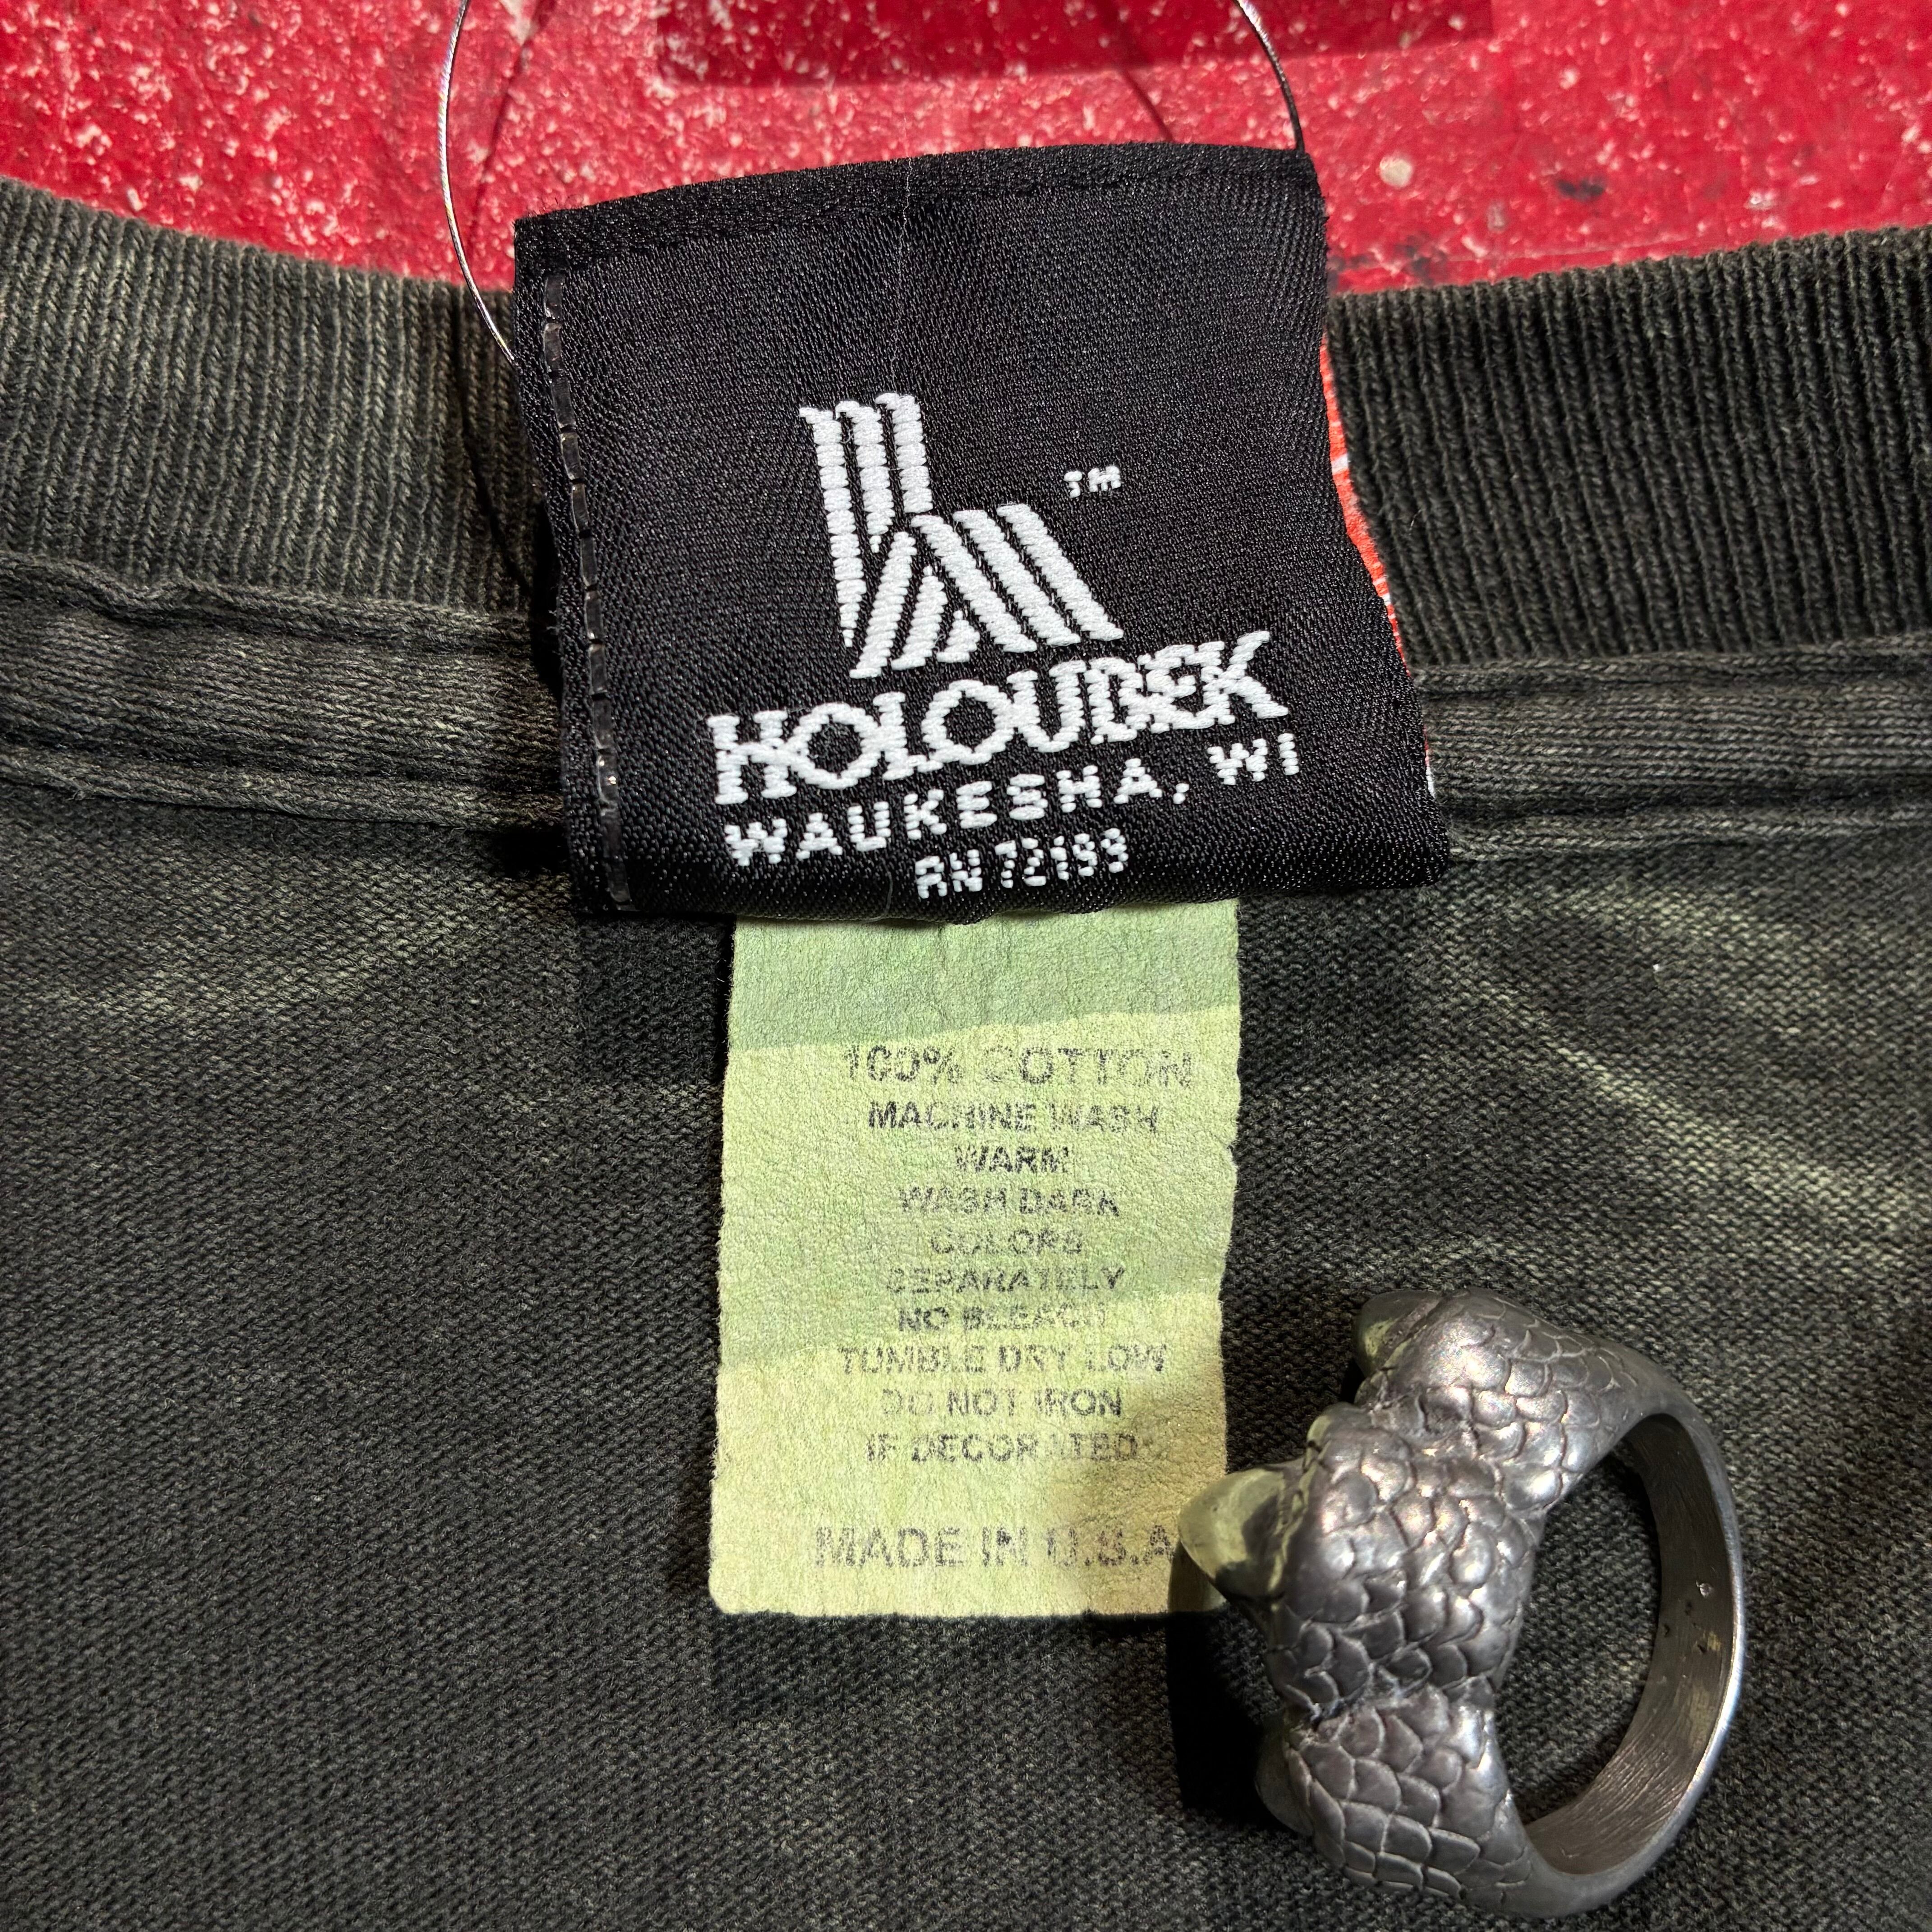 TM
HOLOUBEK
WAUKESHA, WI
RN 72199
100% COTTON
MACHINE WASH
WARM
WASH DARK
COLORS
SEPARATELY
NO BLEACH
TUMBLE DRY LOW
DO NOT IRON
IF DECORATED
MADE IN U.S.A